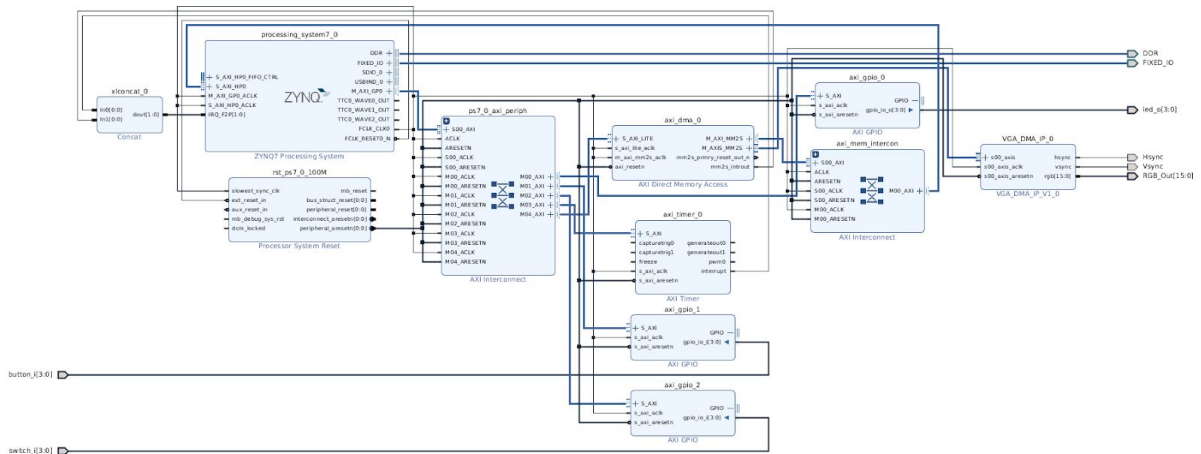 processing_system7_0
S_AXI_HP0_FIFO_CTRL
S_AXI_HP0
M_AXI_GP0_ACLK
S_AXI_HP0_ACLK
IRQ_F2P[1:0]
ZYNQ
DDR
FIXED_IO
SDIO_0
USBIND_0
M_AXI_GP0
TTC0_WAVE0_OUT
TTC0_WAVE1_OUT
TTC0_WAVE2_OUT
FCLK_CLK0
FCLK_RESET0_N
ZYNQ7 Processing System
xlconcat_0
In0[0:0]
In1[0:0]
dout[1:0]
Concat
rst_ps7_0_100M
slowest_sync_clk
ext_reset_in
aux_reset_in
mb_debug_sys_rst
dcm_locked
mb_reset
bus_struct_reset[0:0]
peripheral_reset[0:0]
interconnect_aresetn[0:0]
peripheral_aresetn[0:0]
Processor System Reset
ps7_0_axi_periph
S00_AXI
ACLK
ARESETN
S00_ACLK
S00_ARESETN
M00_ACLK
M00_ARESETN
M01_ACLK
M01_ARESETN
M02_ACLK
M02_ARESETN
M03_ACLK
M03_ARESETN
M04_ACLK
M04_ARESETN
M00_AXI
M01_AXI
M02_AXI
M03_AXI
M04_AXI
AXI Interconnect
axi_dma_0
S_AXI_LITE
s_axi_lite_aclk
m_axi_mm2s_aclk
axi_resetn
M_AXI_MM2S
M_AXIS_MM2S
mm2s_prmry_reset_out_n
mm2s_introut
AXI Direct Memory Access
axi_timer_0
S_AXI
capturetrig0
capturetrig1
freeze
s_axi_aclk
s_axi_aresetn
generateout0
generateout1
pwm0
interrupt
AXI Timer
axi_gpio_1
S_AXI
s_axi_aclk
s_axi_aresetn
GPIO
gpio_io_i[3:0]
AXI GPIO
axi_gpio_2
S_AXI
s_axi_aclk
s_axi_aresetn
GPIO
gpio_io_i[3:0]
AXI GPIO
axi_gpio_0
S_AXI
s_axi_aclk
s_axi_aresetn
GPIO
gpio_io_o[3:0]
AXI GPIO
axi_mem_intercon
S00_AXI
ACLK
ARESETN
S00_ACLK
S00_ARESETN
M00_ACLK
M00_ARESETN
M00_AXI
AXI Interconnect
VGA_DMA_IP_0
s00_axis
s00_axis_aclk
s00_axis_aresetn
hsync
vsync
rgb[15:0]
VGA_DMA_IP_V1_0
DDR
FIXED_IO
led_o[3:0]
Hsync
Vsync
RGB_Out[15:0]
button_i[3:0]
switch_i[3:0]